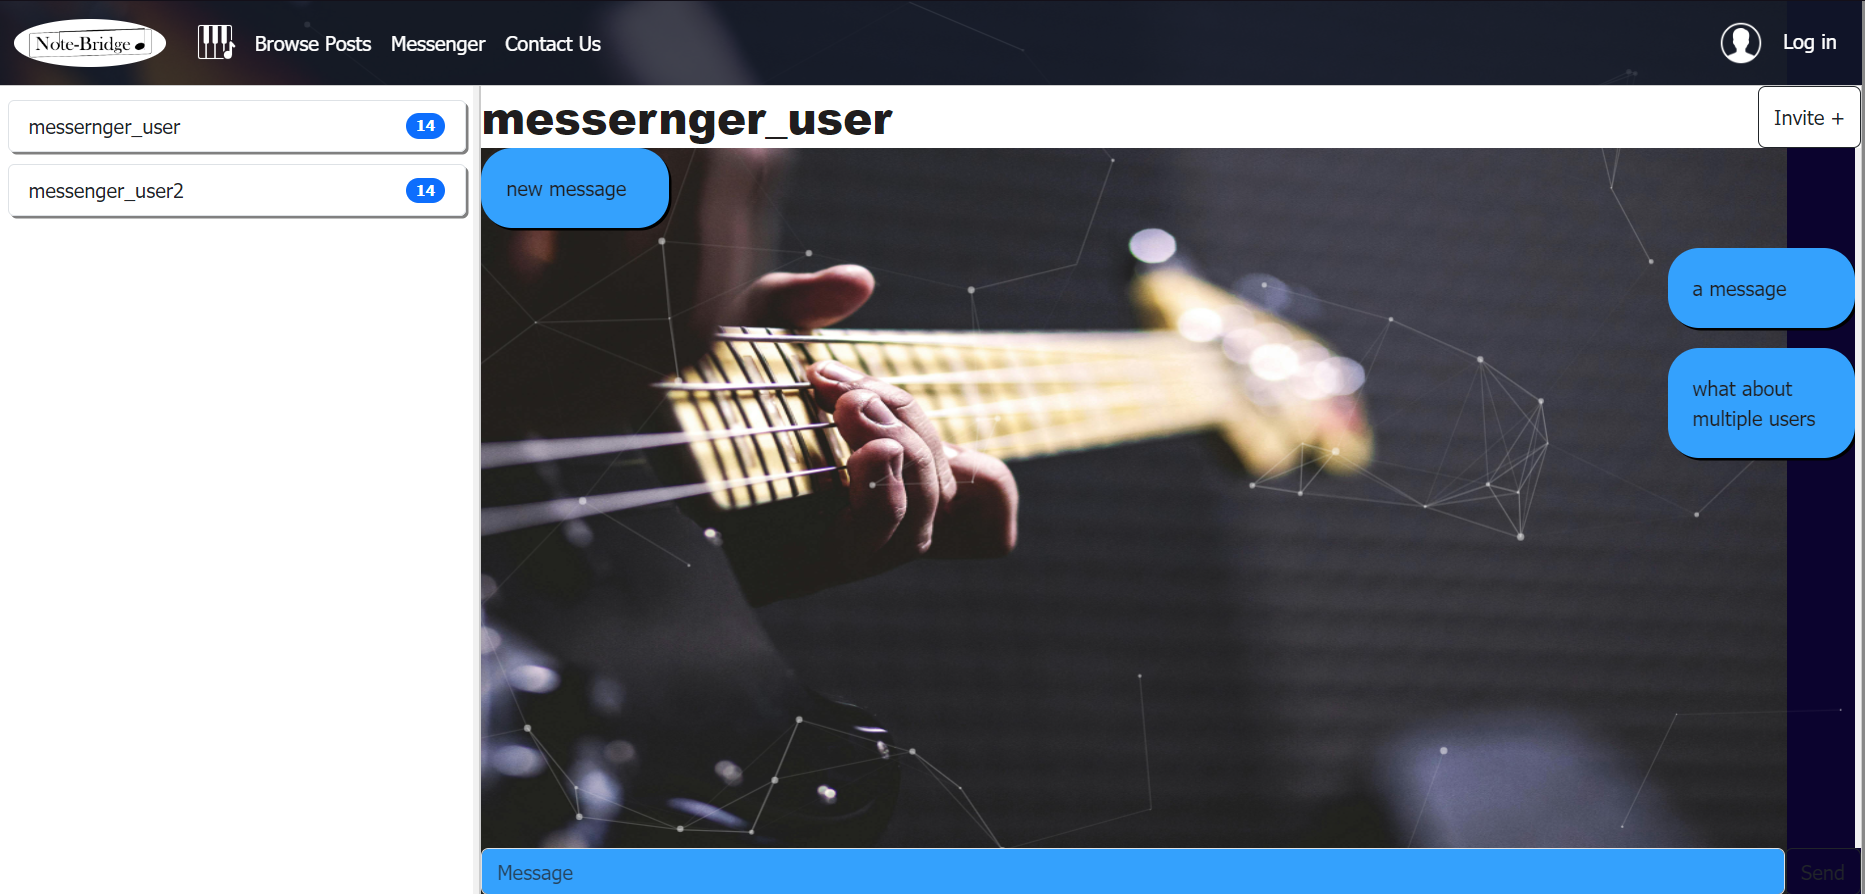 Note-Bridge
Browse Posts
Messenger
Contact Us
Log in
messernger_user
14
messenger_user2
14
messernger_user
Invite +
new message
a message
what about
multiple users
Message
Send